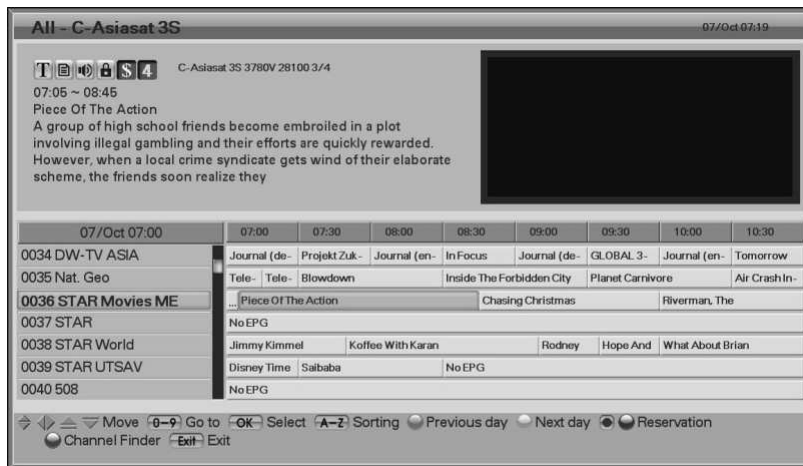 All - C-Asiasat 3S 07/Oct 07:19
T $ 4 C-Asiasat 3S 3780V 28100 3/4
07:05 ~ 08:45
Piece Of The Action
A group of high school friends become embroiled in a plot
involving illegal gambling and their efforts are quickly rewarded.
However, when a local crime syndicate gets wind of their elaborate
scheme, the friends soon realize they
07/Oct 07:00 07:00 07:30 08:00 08:30 09:00 09:30 10:00 10:30
0034 DW-TV ASIA Journal (de- Projekt Zuk- Journal (en- In Focus Journal (de- GLOBAL 3- Journal (en- Tomorrow
0035 Nat. Geo Tele- Tele- Blowdown Inside The Forbidden City Planet Carnivore Air Crash In-
0036 STAR Movies ME ... Piece Of The Action Chasing Christmas Riverman, The
0037 STAR No EPG
0038 STAR World Jimmy Kimmel Koffee With Karan Rodney Hope And What About Brian
0039 STAR UTSAV Disney Time Saibaba No EPG
0040 508 No EPG
Move 0-9 Go to OK Select A-Z Sorting Previous day Next day Reservation
Channel Finder Exit Exit